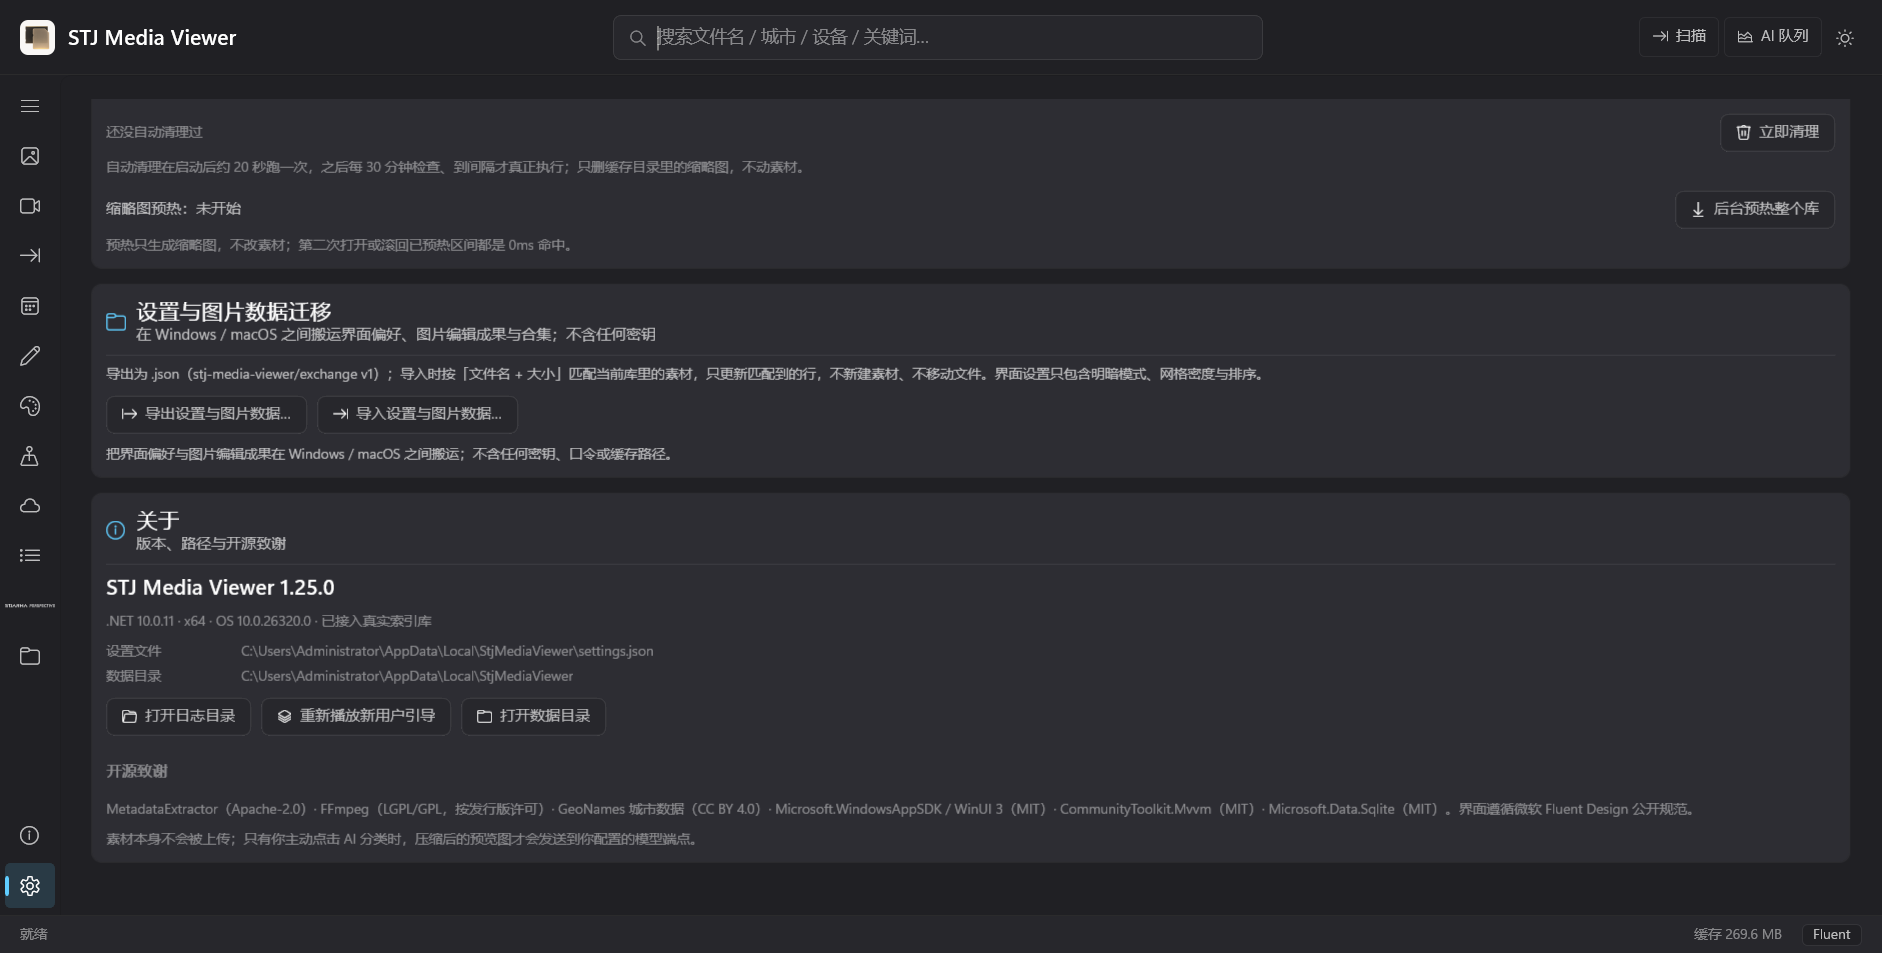 STJ Media Viewer
搜索文件名 / 城市 / 设备 / 关键词...
扫描
AI 队列
还没自动清理过
立即清理
自动清理在启动后约 20 秒跑一次，之后每 30 分钟检查、到间隔才真正执行；只删缓存目录里的缩略图，不动素材。
缩略图预热：未开始
后台预热整个库
预热只生成缩略图，不改素材；第二次打开或滚回已预热区间都是 0ms 命中。
设置与图片数据迁移
在 Windows / macOS 之间搬运界面偏好、图片编辑成果与合集；不含任何密钥
导出为 .json（stj-media-viewer/exchange v1）；导入时按「文件名 + 大小」匹配当前库里的素材，只更新匹配到的行，不新建素材、不移动文件。界面设置只包含明暗模式、网格密度与排序。
导出设置与图片数据...
导入设置与图片数据...
把界面偏好与图片编辑成果在 Windows / macOS 之间搬运；不含任何密钥、口令或缓存路径。
关于
版本、路径与开源致谢
STJ Media Viewer 1.25.0
.NET 10.0.11 · x64 · OS 10.0.26320.0 · 已接入真实索引库
设置文件 C:\Users\Administrator\AppData\Local\StjMediaViewer\settings.json
数据目录 C:\Users\Administrator\AppData\Local\StjMediaViewer
打开日志目录
重新播放新用户引导
打开数据目录
开源致谢
MetadataExtractor（Apache-2.0）· FFmpeg（LGPL/GPL，按发行版许可）· GeoNames 城市数据（CC BY 4.0）· Microsoft.WindowsAppSDK / WinUI 3（MIT）· CommunityToolkit.Mvvm（MIT）· Microsoft.Data.Sqlite（MIT）。界面遵循微软 Fluent Design 公开规范。
素材本身不会被上传；只有你主动点击 AI 分类时，压缩后的预览图才会发送到你配置的模型端点。
就绪
缓存 269.6 MB
Fluent